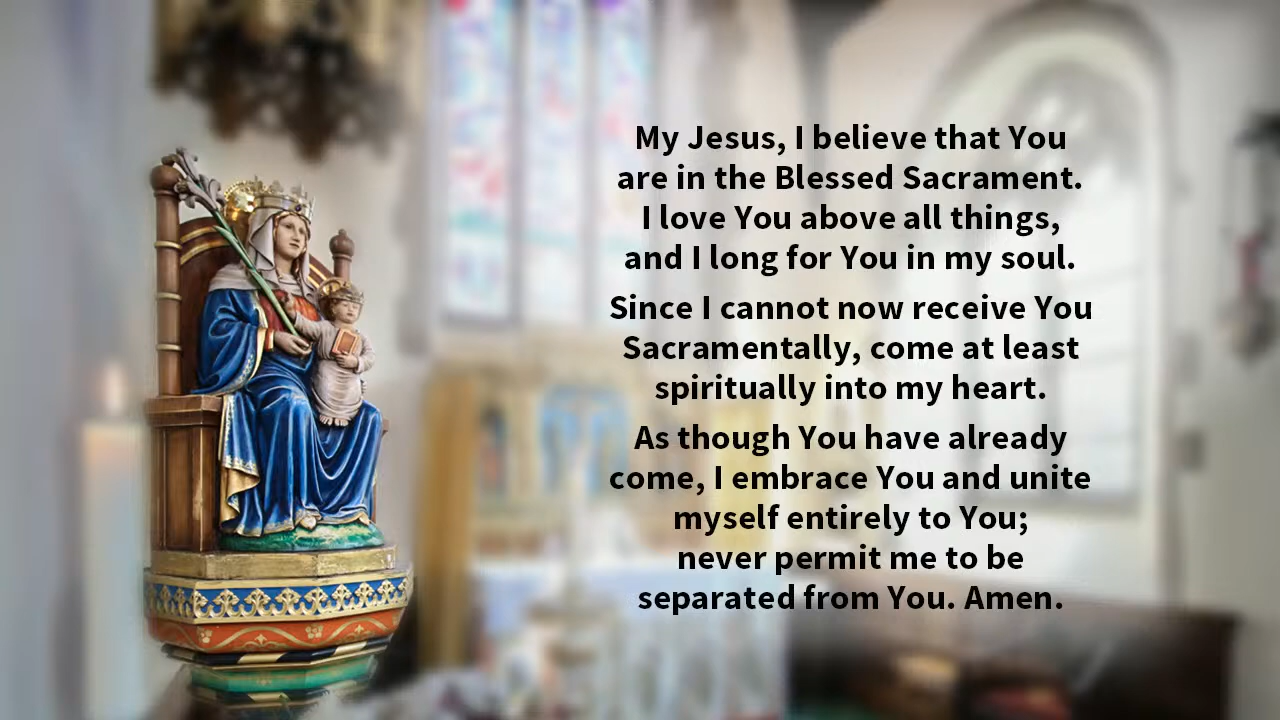 My Jesus, I believe that You
are in the Blessed Sacrament.
I love You above all things,
and I long for You in my soul.
Since I cannot now receive You
Sacramentally, come at least
spiritually into my heart.
As though You have already
come, I embrace You and unite
myself entirely to You;
never permit me to be
separated from You. Amen.